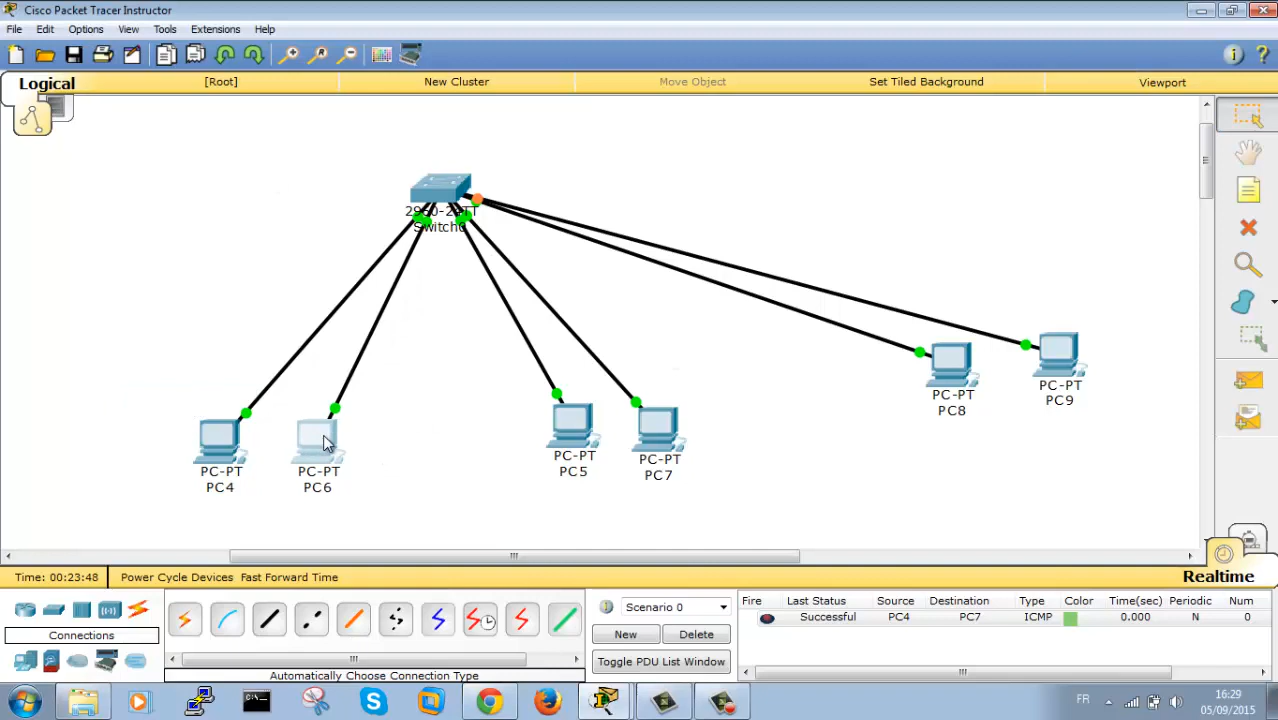 Cisco Packet Tracer Instructor
File Edit Options View Tools Extensions Help
Logical [Root] New Cluster Move Object Set Tiled Background Viewport
2960-24TT
Switch0
PC-PT
PC8
PC-PT
PC9
PC-PT
PC4
PC-PT
PC6
PC-PT
PC5
PC-PT
PC7
Time: 00:23:48 Power Cycle Devices Fast Forward Time Realtime
Connections
Automatically Choose Connection Type
Scenario 0
New Delete
Toggle PDU List Window
Fire Last Status Source Destination Type Color Time(sec) Periodic Num
Successful PC4 PC7 ICMP 0.000 N 0
FR 16:29
05/09/2015